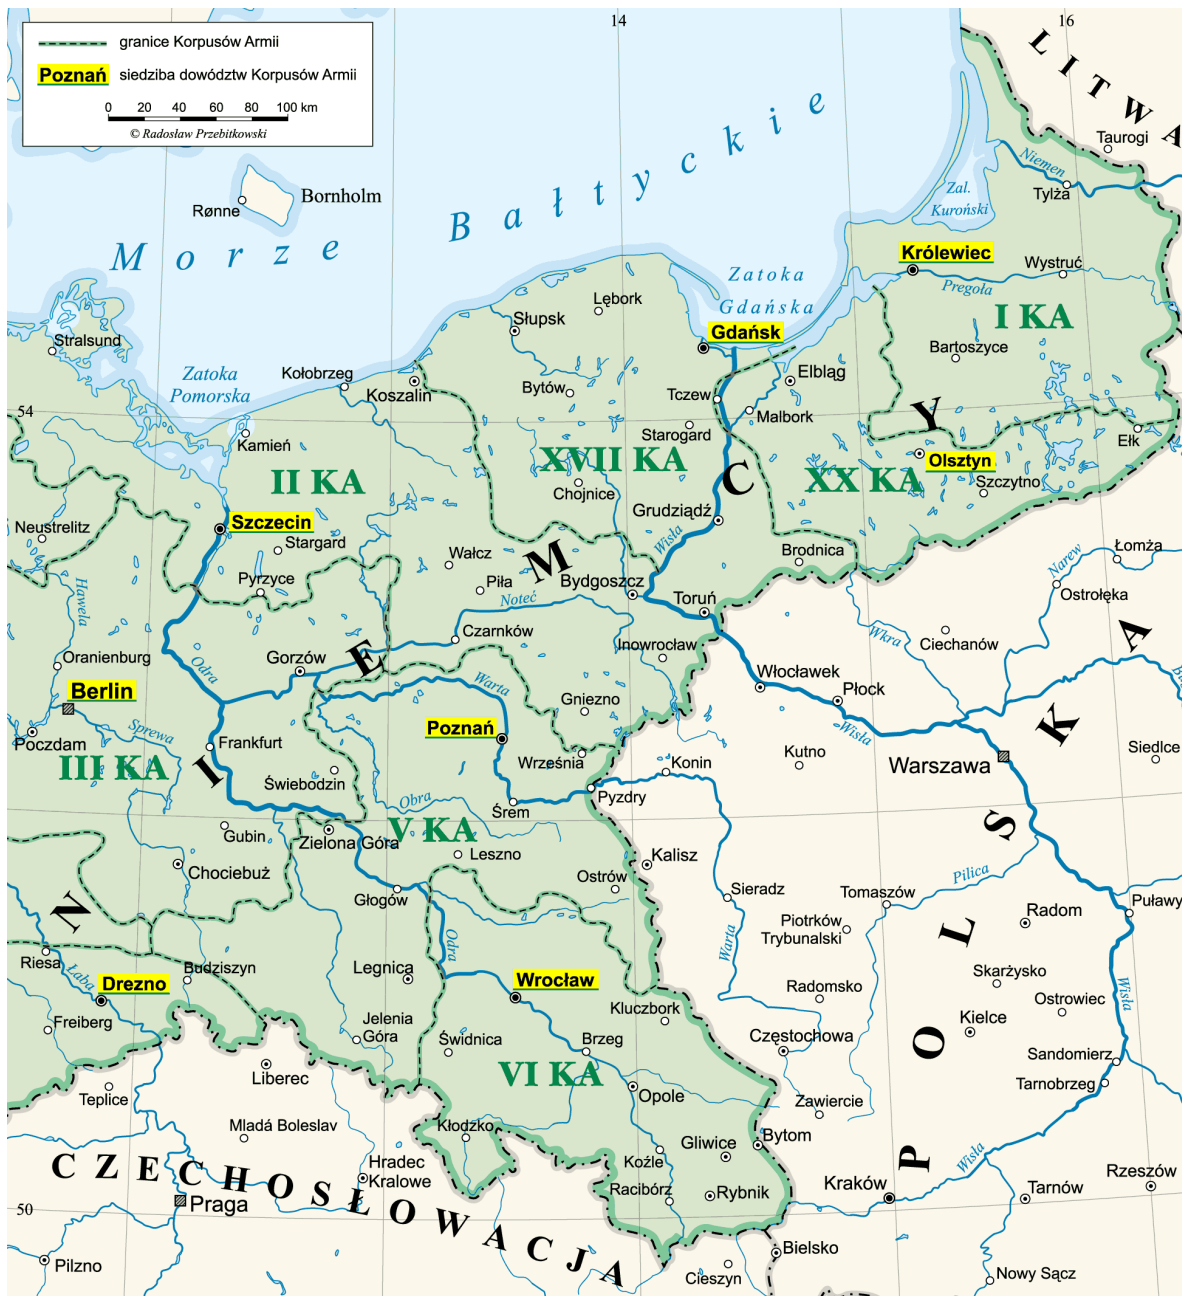 granice Korpusów Armii
Poznań siedziba dowództw Korpusów Armii
0 20 40 60 80 100 km
© Radosław Przebitkowski
14
16
LITWA
Taurogi
Niemen
Tylża
Zal.
Kuroński
Bornholm
Rønne
Morze Bałtyckie
Królewiec
Wystruć
Pregoła
Zatoka
Gdańska
I KA
Lębork
Słupsk
Gdańsk
Bartoszyce
Stralsund
Zatoka
Pomorska
Kołobrzeg
Koszalin
Bytów
Tczew
Elbląg
Malbork
54
Kamień
Starogard
Ełk
XVII KA
II KA
XX KA
Olsztyn
Szczytno
Chojnice
Grudziądz
Szczecin
Neustrelitz
Stargard
Wałcz
Wisła
Brodnica
Narew
Łomża
Pyrzyce
Piła
Bydgoszcz
Noteć
Toruń
Ostrołęka
Hawela
Czarnków
Wkra
Ciechanów
Inowrocław
Oranienburg
Odra
Gorzów
Włocławek
Płock
Berlin
Warta
Gniezno
Sprewa
Poznań
Wisła
Poczdam
Frankfurt
Września
Kutno
Siedlce
III KA
Świebodzin
Konin
Warszawa
Obra
Śrem
Pyzdry
Gubin
Zielona Góra
V KA
Leszno
Kalisz
Chociebuż
Ostrów
Sieradz
Tomaszów
Pilica
Głogów
Puławy
Piotrków
Trybunalski
Radom
Riesa
Odra
Warta
Łaba
Drezno
Budziszyn
Legnica
Wrocław
Skarżysko
Radomsko
Ostrowiec
Wisła
Freiberg
Jelenia
Góra
Kluczbork
Kielce
Świdnica
Brzeg
Częstochowa
Sandomierz
Liberec
VI KA
Tarnobrzeg
Teplice
Opole
Zawiercie
Mladá Boleslav
Kłodzko
Gliwice
Bytom
Koźle
Wisła
Hradec
Kralowe
Racibórz
Rybnik
Kraków
Rzeszów
Praga
Tarnów
50
Pilzno
Bielsko
Cieszyn
Nowy Sącz
NIEMCY
POLSKA
CZECHOSŁOWACJA